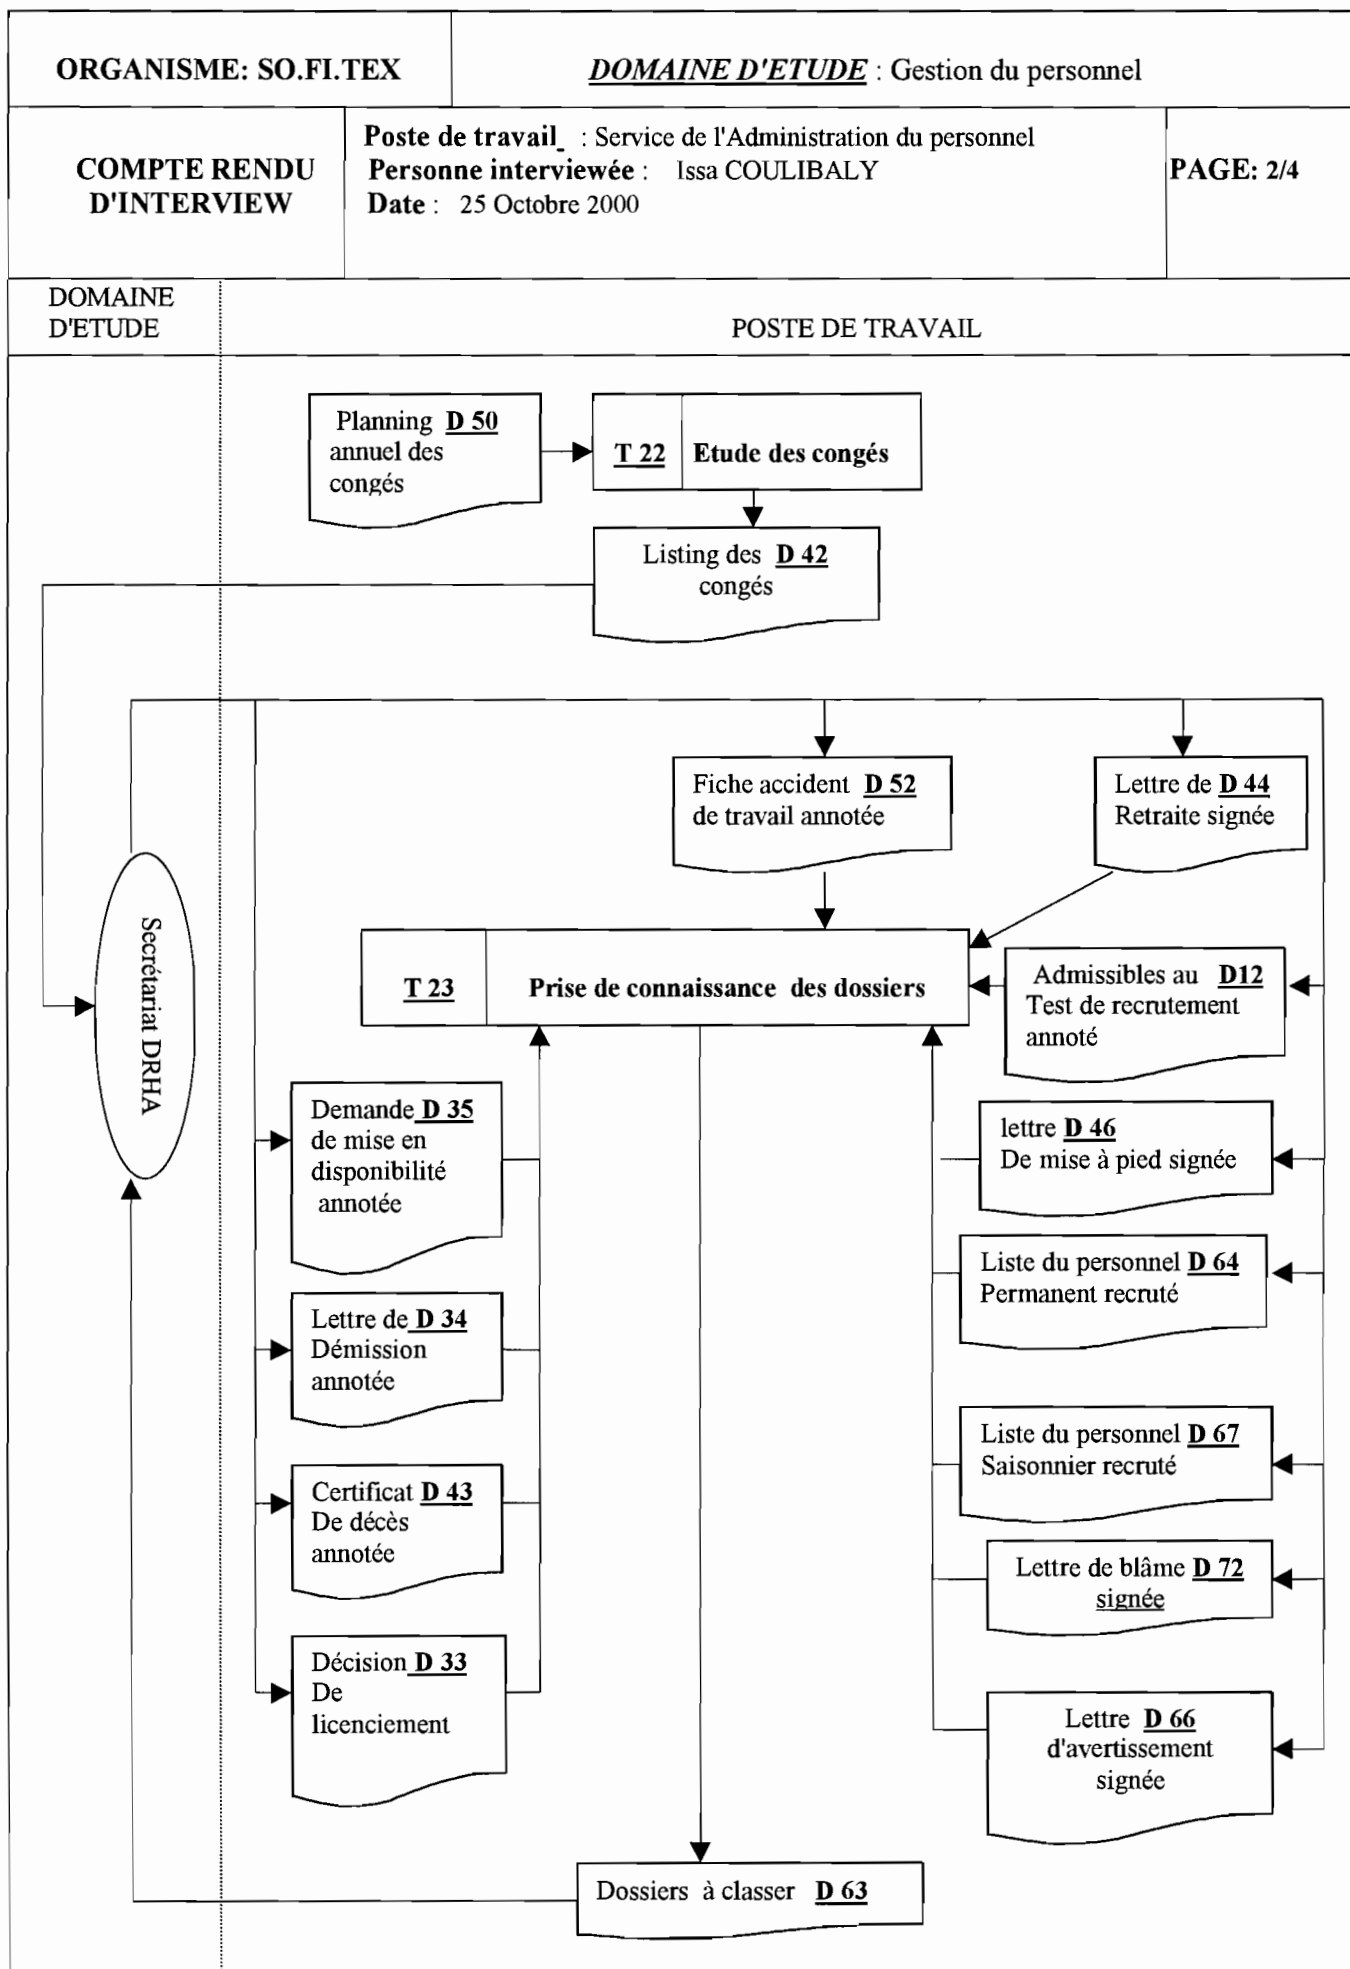 ORGANISME: SO.FI.TEX
DOMAINE D'ETUDE : Gestion du personnel
COMPTE RENDU
D'INTERVIEW
Poste de travail : Service de l'Administration du personnel
Personne interviewée : Issa COULIBALY
Date : 25 Octobre 2000
PAGE: 2/4
DOMAINE
D'ETUDE
POSTE DE TRAVAIL
Planning D 50
annuel des
congés
T 22 Etude des congés
Listing des D 42
congés
Fiche accident D 52
de travail annotée
Lettre de D 44
Retraite signée
Secrétariat DRHA
T 23 Prise de connaissance des dossiers
Admissibles au D12
Test de recrutement
annoté
Demande D 35
de mise en
disponibilité
annotée
lettre D 46
De mise à pied signée
Liste du personnel D 64
Permanent recruté
Lettre de D 34
Démission
annotée
Liste du personnel D 67
Saisonnier recruté
Certificat D 43
De décès
annotée
Lettre de blâme D 72
signée
Décision D 33
De
licenciement
Lettre D 66
d'avertissement
signée
Dossiers à classer D 63